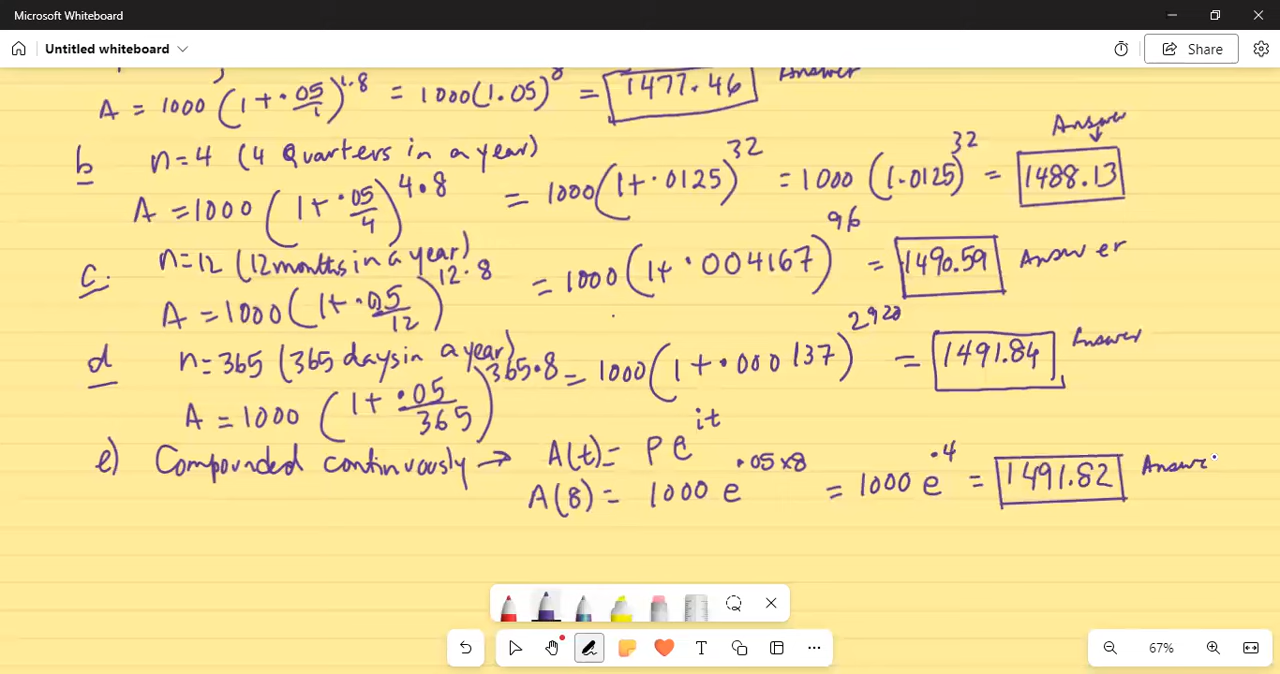 Microsoft Whiteboard
Untitled whiteboard
Share
A = 1000 (1 + .05/1)^1.8 = 1000(1.05)^8 = 1477.46 Answer
b n=4 (4 Quarters in a year)
A = 1000 (1 + .05/4)^4.8 = 1000(1+.0125)^32 = 1000 (1.0125)^32 = 1488.13 Answer
c. n=12 (12 months in a year)
A = 1000 (1+ .05/12)^12.8 = 1000(1+.004167)^96 = 1490.59 Answer
d n=365 (365 days in a year)
A = 1000 (1+ .05/365)^365.8 = 1000(1+.000137)^2920 = 1491.84 Answer
e) Compounded continuously → A(t) = Pe^it
A(8) = 1000 e^.05x8 = 1000 e^.4 = 1491.82 Answe
67%